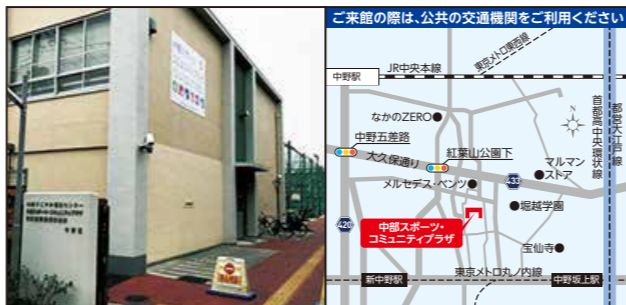 ご来館の際は、公共の交通機関をご利用ください
東京メトロ東西線
JR中央本線
中野駅
なかのZERO
中野五差路
大久保通り
紅葉山公園下
首都高中央環状線
都営大江戸線
N
マルマン
ストア
433
メルセデス・ベンツ
堀越学園
420
中部スポーツ・
コミュニティプラザ
宝仙寺
東京メトロ丸ノ内線
新中野駅
中野坂上駅